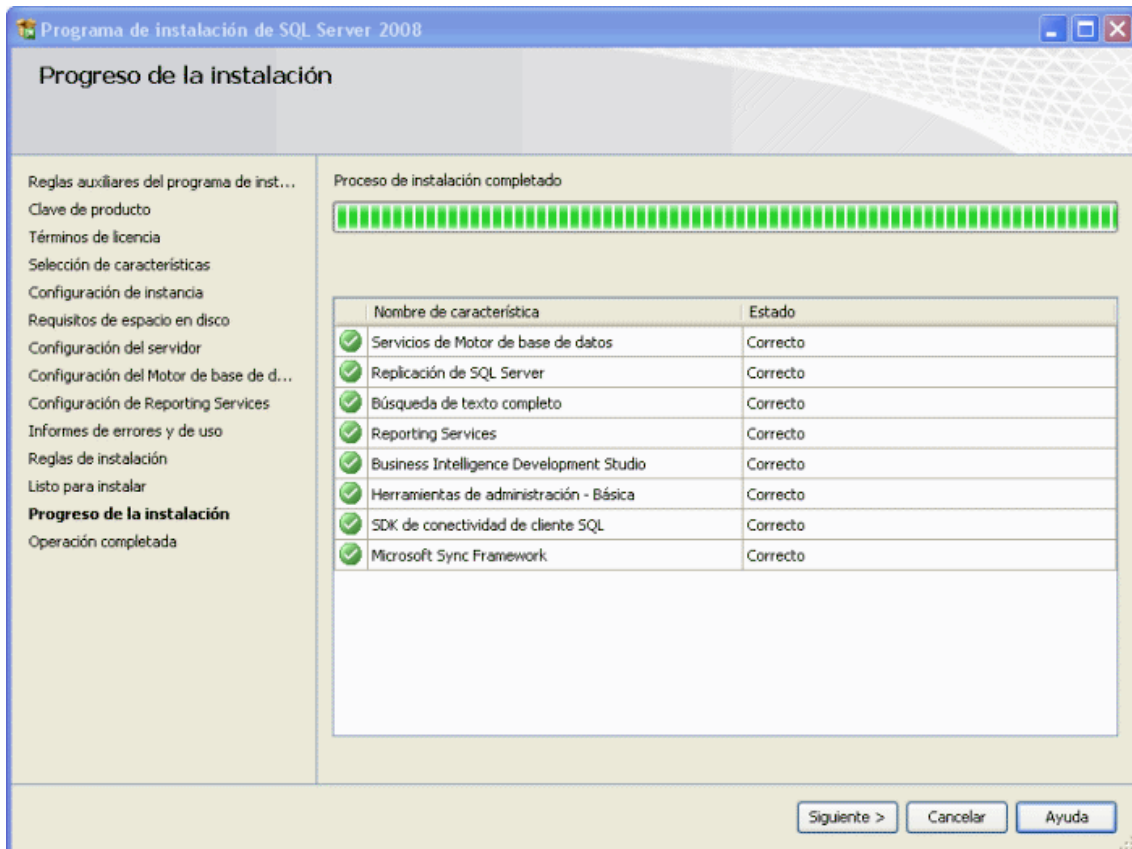 Programa de instalación de SQL Server 2008
Progreso de la instalación
Reglas auxiliares del programa de inst...
Clave de producto
Términos de licencia
Selección de características
Configuración de instancia
Requisitos de espacio en disco
Configuración del servidor
Configuración del Motor de base de d...
Configuración de Reporting Services
Informes de errores y de uso
Reglas de instalación
Listo para instalar
Progreso de la instalación
Operación completada
Proceso de instalación completado
Nombre de característica Estado
Servicios de Motor de base de datos Correcto
Replicación de SQL Server Correcto
Búsqueda de texto completo Correcto
Reporting Services Correcto
Business Intelligence Development Studio Correcto
Herramientas de administración - Básica Correcto
SDK de conectividad de cliente SQL Correcto
Microsoft Sync Framework Correcto
Siguiente > Cancelar Ayuda